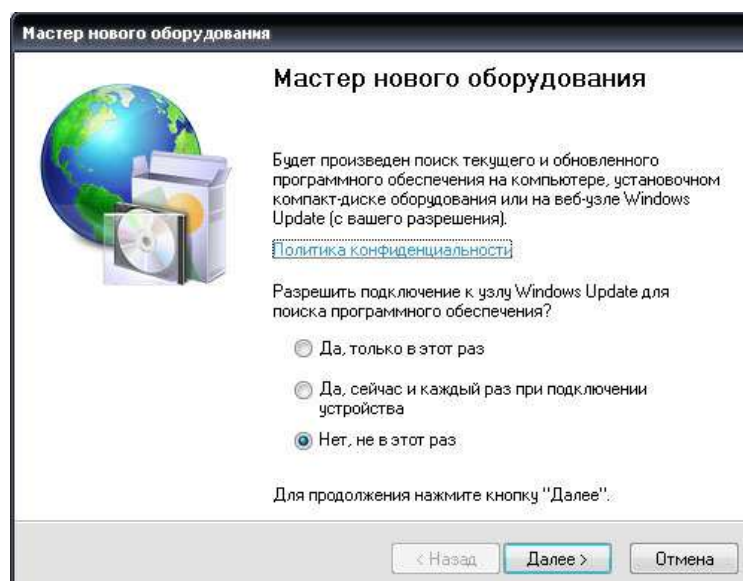 Мастер нового оборудования
Мастер нового оборудования
Будет произведен поиск текущего и обновленного
программного обеспечения на компьютере, установочном
компакт-диске оборудования или на веб-узле Windows
Update (с вашего разрешения).
Политика конфиденциальности
Разрешить подключение к узлу Windows Update для
поиска программного обеспечения?
Да, только в этот раз
Да, сейчас и каждый раз при подключении
устройства
Нет, не в этот раз
Для продолжения нажмите кнопку "Далее".
< Назад Далее > Отмена